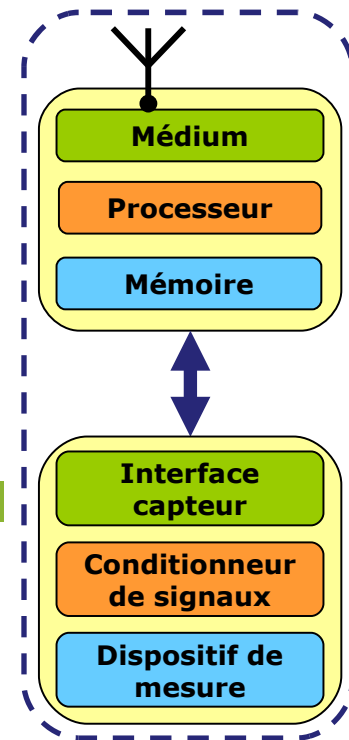 Médium
Processeur
Mémoire
Interface
capteur
Conditionneur
de signaux
Dispositif de
mesure